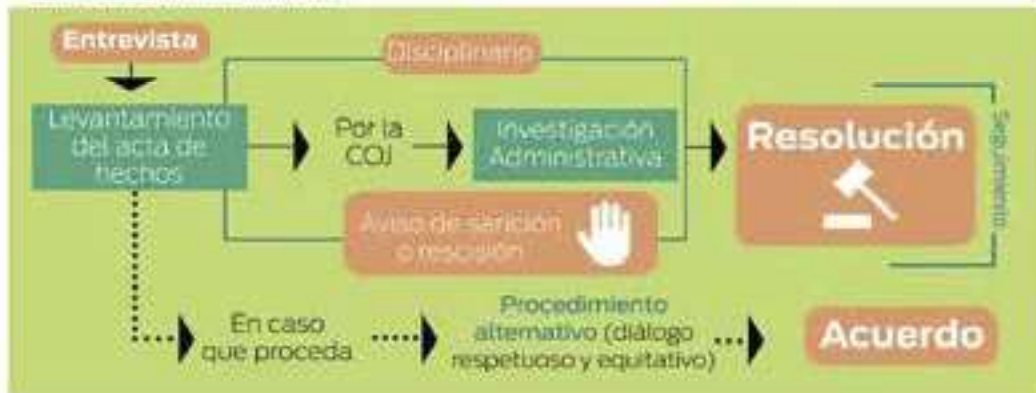 Entrevista
Disciplinario
Levantamiento
del acta de
hechos
Por la
COJ
Investigación
Administrativa
Resolución
Seguimiento
Aviso de sanción
o rescisión
En caso
que proceda
Procedimiento
alternativo (diálogo
respetuoso y equitativo)
Acuerdo